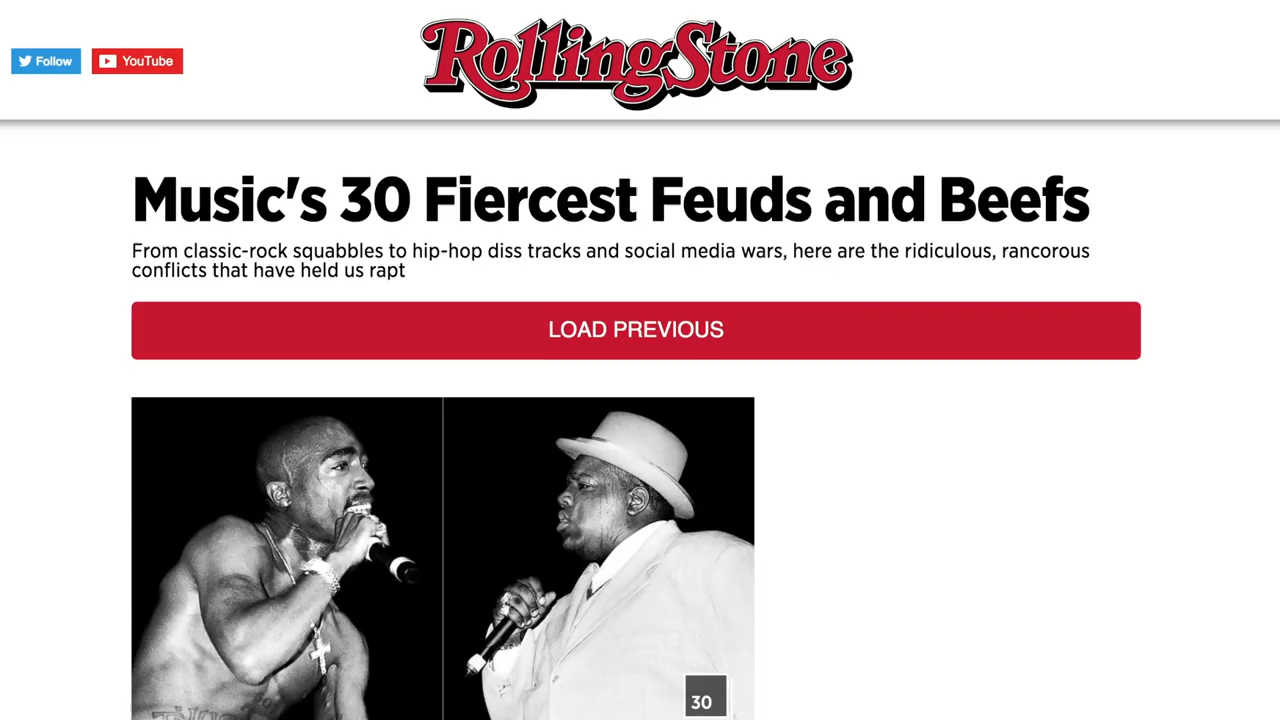 Follow
YouTube
RollingStone
Music's 30 Fiercest Feuds and Beefs
From classic-rock squabbles to hip-hop diss tracks and social media wars, here are the ridiculous, rancorous
conflicts that have held us rapt
LOAD PREVIOUS
30